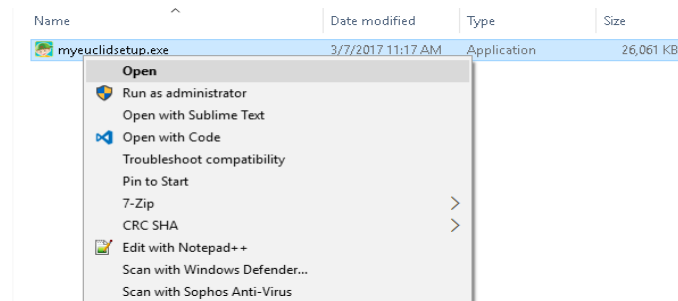 Name Date modified Type Size
myeuclidsetup.exe 3/7/2017 11:17 AM Application 26,061 KB
Open
Run as administrator
Open with Sublime Text
Open with Code
Troubleshoot compatibility
Pin to Start
7-Zip
CRC SHA
Edit with Notepad++
Scan with Windows Defender...
Scan with Sophos Anti-Virus